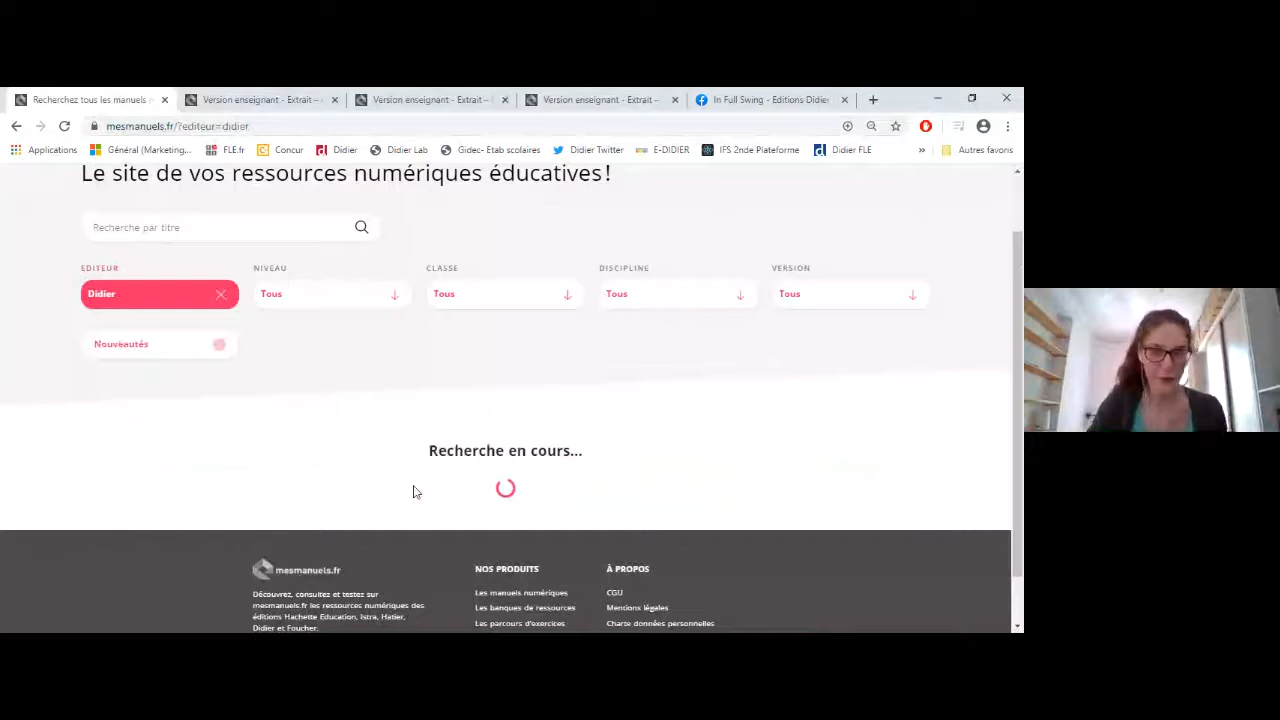 Recherchez tous les manuels
Version enseignant - Extrait –
Version enseignant - Extrait –
Version enseignant - Extrait –
In Full Swing - Editions Didier
mesmanuels.fr/?editeur=didier
Applications
Général (Marketing...
FLE.fr
Concur
Didier
Didier Lab
Gidec- Etab scolaires
Didier Twitter
E-DIDIER
IFS 2nde Plateforme
Didier FLE
»
Autres favoris
Le site de vos ressources numériques éducatives !
Recherche par titre
EDITEUR
NIVEAU
CLASSE
DISCIPLINE
VERSION
Didier
Tous
Tous
Tous
Tous
Nouveautés
Recherche en cours...
mesmanuels.fr
NOS PRODUITS
À PROPOS
Découvrez, consultez et testez sur
mesmanuels.fr les ressources numériques des
éditions Hachette Education, Istra, Hatier,
Didier et Foucher.
Les manuels numériques
Les banques de ressources
Les parcours d'exercices
CGU
Mentions légales
Charte données personnelles